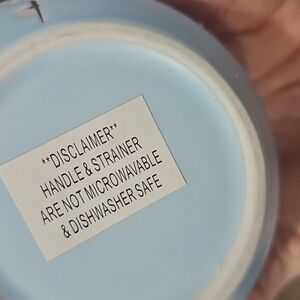 **DISCLAIMER**
HANDLE & STRAINER
ARE NOT MICROWAVABLE
& DISHWASHER SAFE